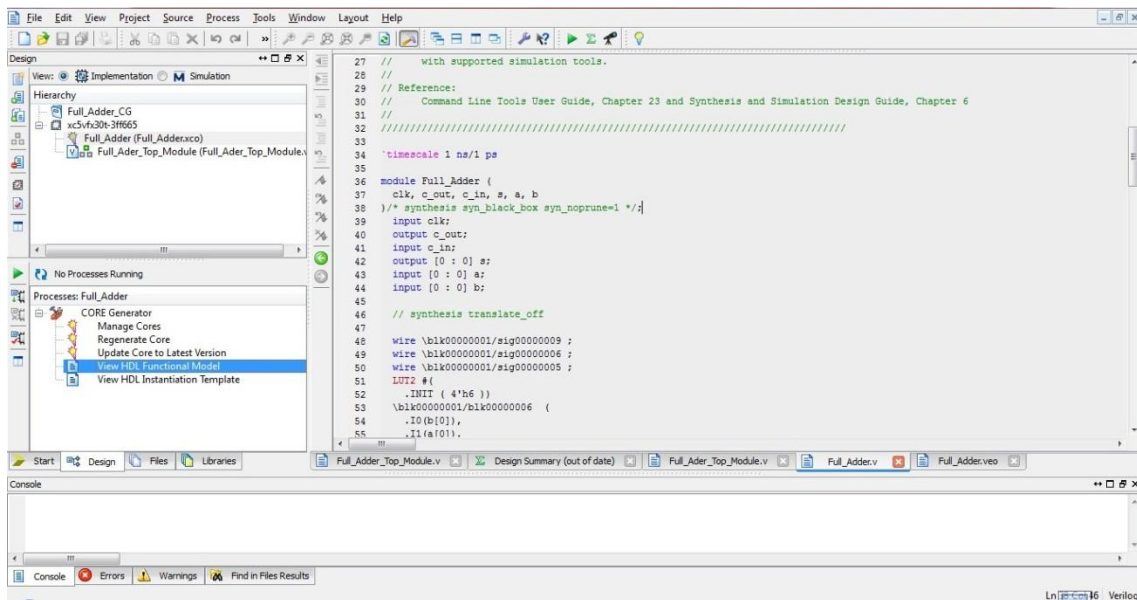 File Edit View Project Source Process Tools Window Layout Help
Design
View: Implementation Simulation
Hierarchy
Full_Adder_CG
xc5vfx30t-3ff665
Full_Adder (Full_Adder.xco)
Full_Ader_Top_Module (Full_Ader_Top_Module.v
No Processes Running
Processes: Full_Adder
CORE Generator
Manage Cores
Regenerate Core
Update Core to Latest Version
View HDL Functional Model
View HDL Instantiation Template
Start Design Files Libraries
27 // with supported simulation tools.
28 //
29 // Reference:
30 // Command Line Tools User Guide, Chapter 23 and Synthesis and Simulation Design Guide, Chapter 6
31 //
32 ////////////////////////////////////////////////////////////////////////////////
33
34 `timescale 1 ns/1 ps
35
36 module Full_Adder (
37 clk, c_out, c_in, s, a, b
38 )/* synthesis syn_black_box syn_noprune=1 */;
39 input clk;
40 output c_out;
41 input c_in;
42 output [0 : 0] s;
43 input [0 : 0] a;
44 input [0 : 0] b;
45
46 // synthesis translate_off
47
48 wire \blk00000001/sig00000009 ;
49 wire \blk00000001/sig00000006 ;
50 wire \blk00000001/sig00000005 ;
51 LUT2 #(
52 .INIT ( 4'h6 ))
53 \blk00000001/blk00000006 (
54 .I0(b[0]),
55 .I1(a[0]),
Full_Adder_Top_Module.v Design Summary (out of date) Full_Ader_Top_Module.v Full_Adder.v Full_Adder.veo
Console
Console Errors Warnings Find in Files Results
Ln Verilog